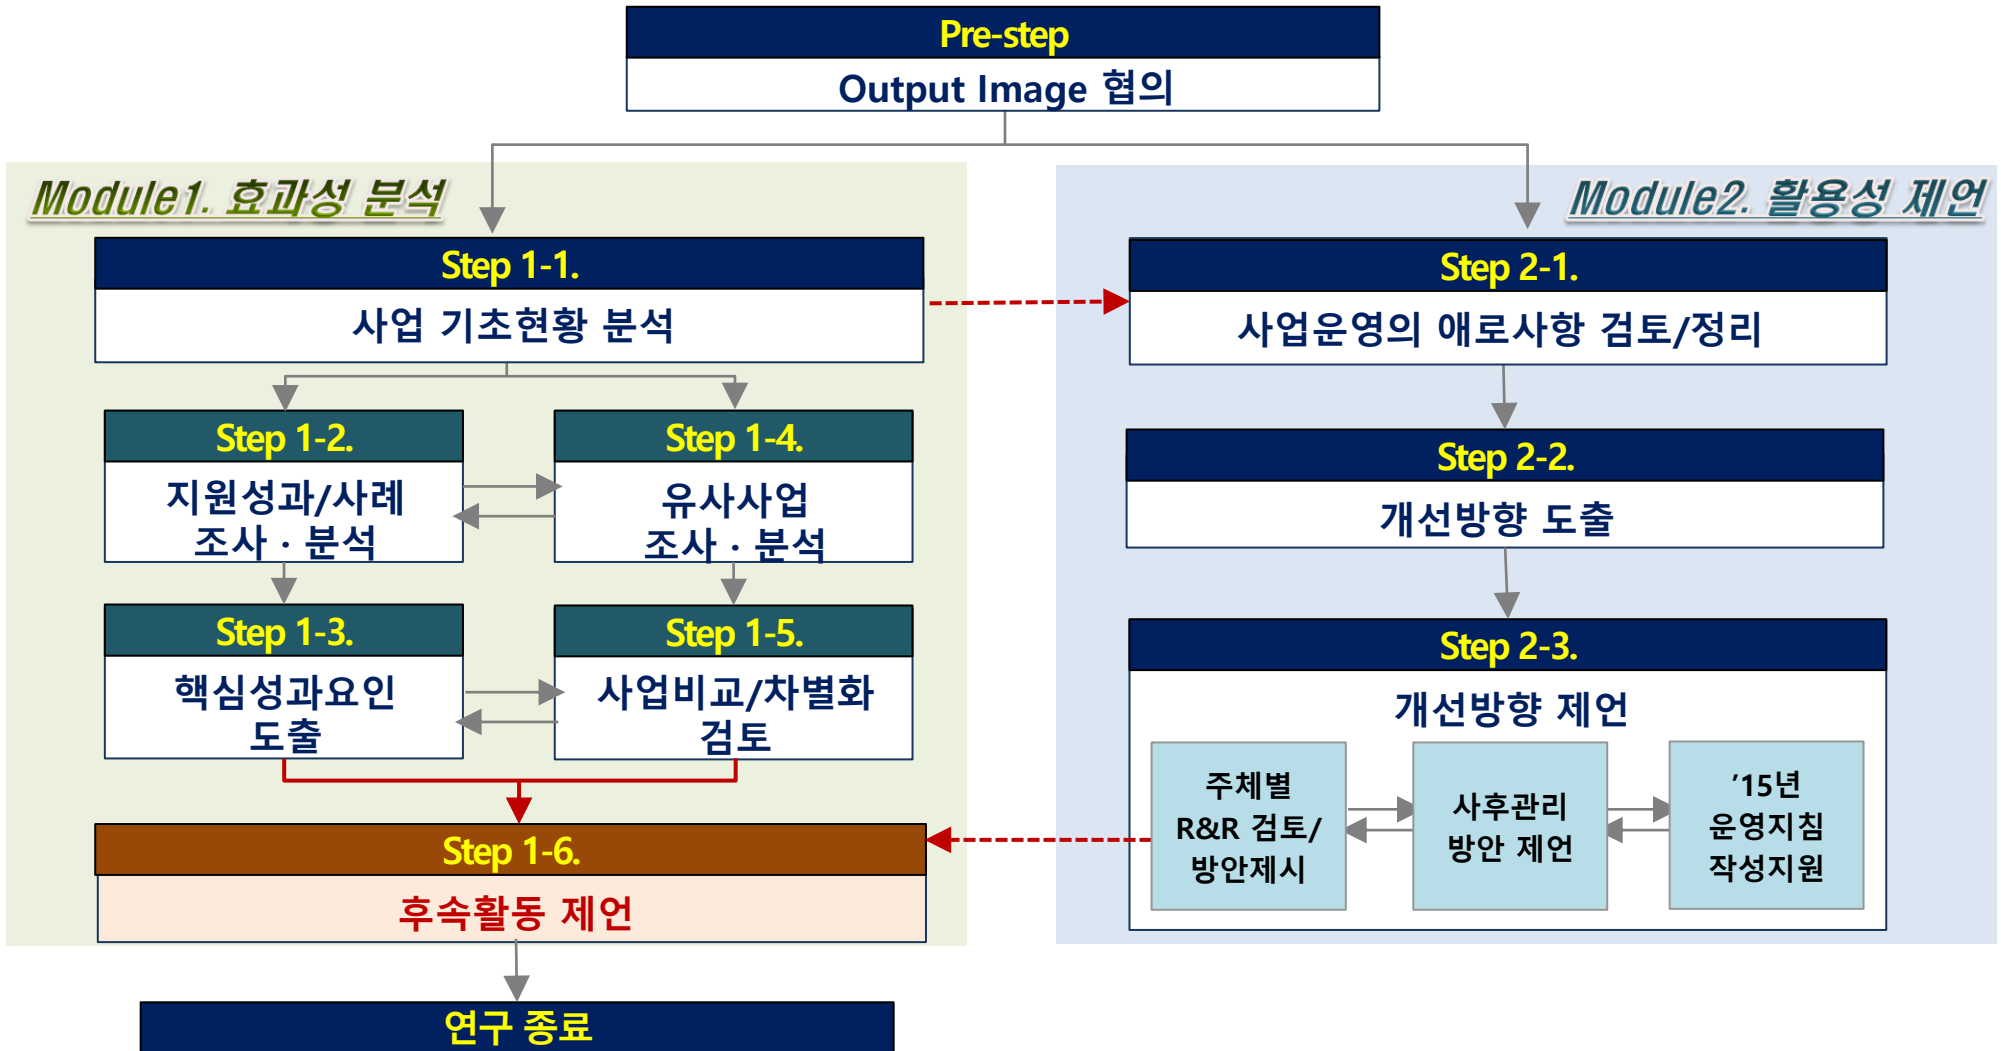 Pre-step
Output Image 협의
Module1. 효과성 분석
Step 1-1.
사업 기초현황 분석
Step 1-2.
지원성과/사례
조사 · 분석
Step 1-4.
유사사업
조사 · 분석
Step 1-3.
핵심성과요인
도출
Step 1-5.
사업비교/차별화
검토
Step 1-6.
후속활동 제언
연구 종료
Module2. 활용성 제언
Step 2-1.
사업운영의 애로사항 검토/정리
Step 2-2.
개선방향 도출
Step 2-3.
개선방향 제언
주체별
R&R 검토/
방안제시
사후관리
방안 제언
’15년
운영지침
작성지원